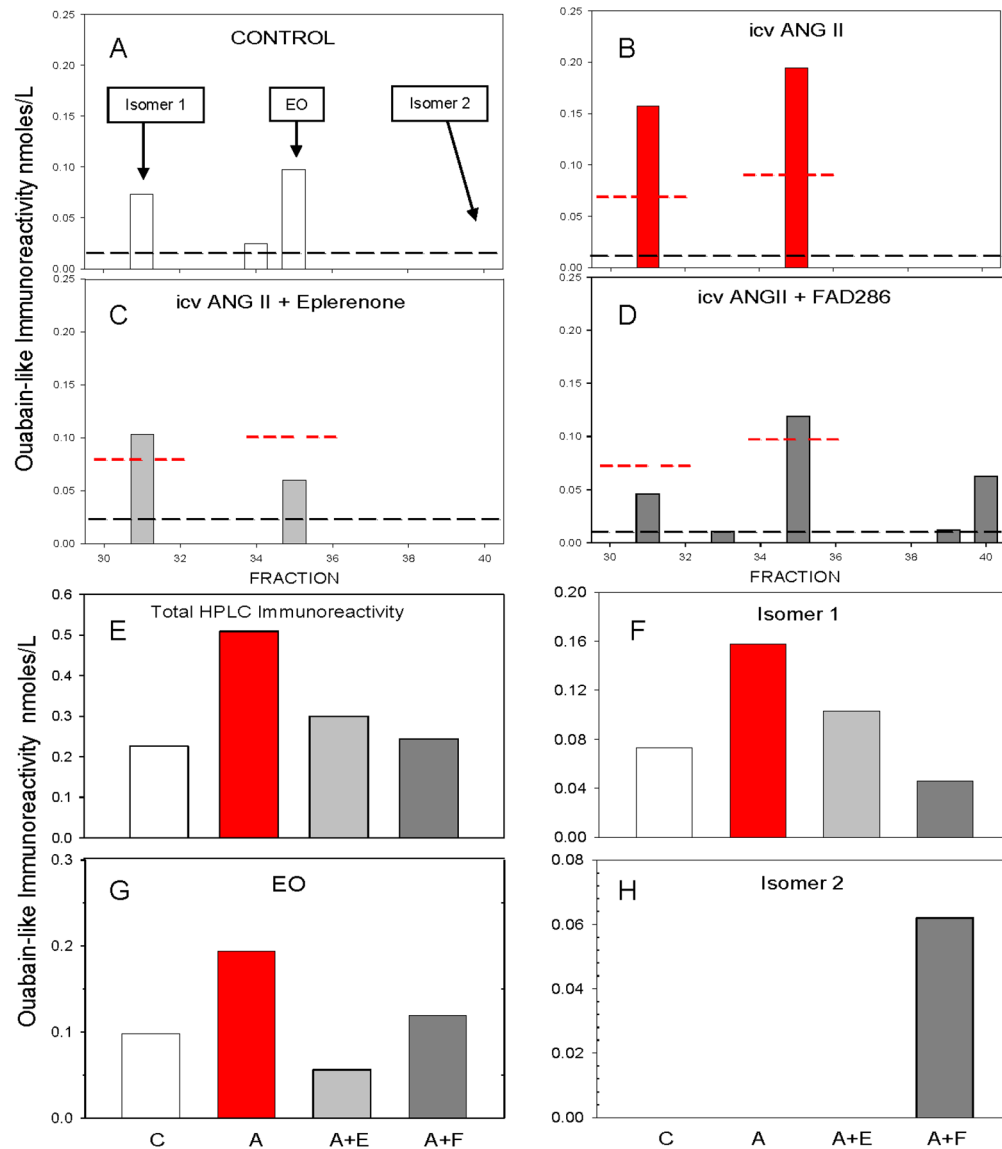 Ouabain-like Immunoreactivity nmoles/L
A
CONTROL
Isomer 1
EO
Isomer 2
0.25
0.20
0.15
0.10
0.05
0.00
B
icv ANG II
0.25
0.20
0.15
0.10
0.05
0.00
C
icv ANG II + Eplerenone
0.25
0.20
0.15
0.10
0.05
0.00
30 32 34 36 38 40
FRACTION
D
icv ANGII + FAD286
0.25
0.20
0.15
0.10
0.05
0.00
30 32 34 36 38 40
FRACTION
Ouabain-like Immunoreactivity nmoles/L
E
Total HPLC Immunoreactivity
0.6
0.5
0.4
0.3
0.2
0.1
0.0
F
Isomer 1
0.20
0.16
0.12
0.08
0.04
0.00
G
EO
0.3
0.2
0.1
0.0
C A A+E A+F
H
Isomer 2
0.08
0.06
0.04
0.02
0.00
C A A+E A+F